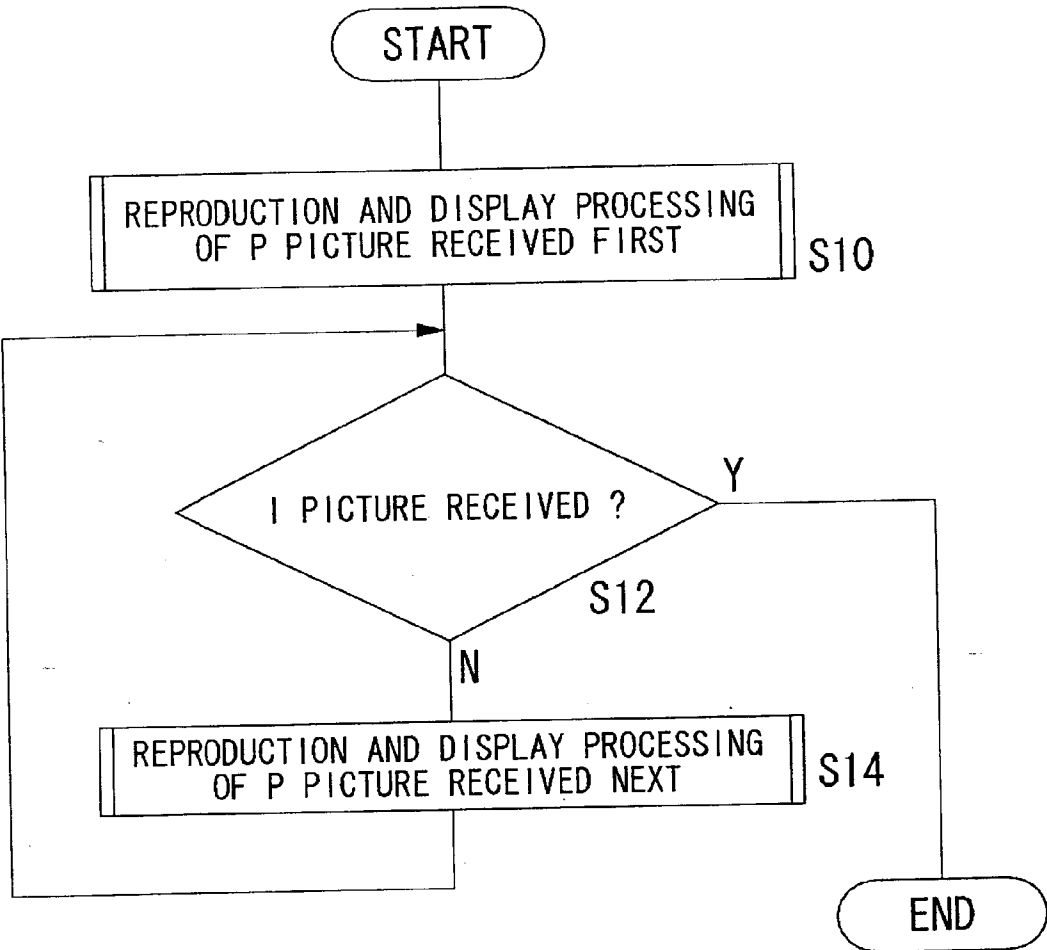 START
REPRODUCTION AND DISPLAY PROCESSING
OF P PICTURE RECEIVED FIRST
S10
I PICTURE RECEIVED ?
Y
S12
N
REPRODUCTION AND DISPLAY PROCESSING
OF P PICTURE RECEIVED NEXT
S14
END